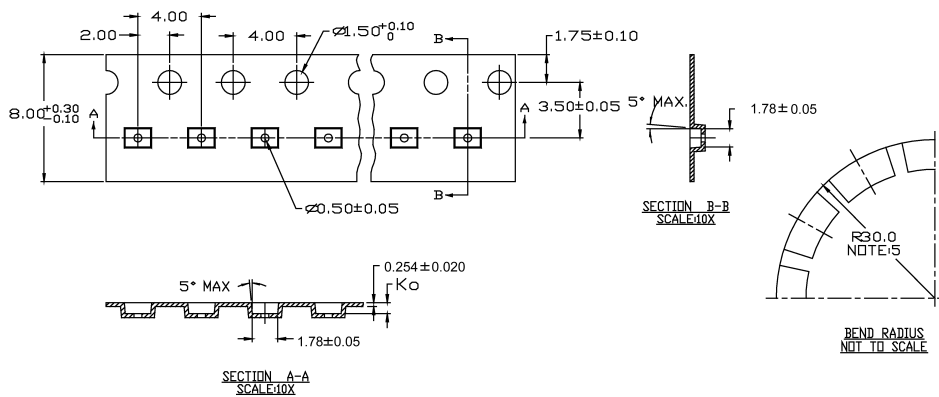 4.00
2.00
4.00
⌀1.50 +0.10 0
B
1.75±0.10
8.00 +0.30 -0.10
A
A
3.50±0.05
B
⌀0.50±0.05
5° MAX.
1.78±0.05
SECTION B-B
SCALE:10X
R30.0
NOTE:5
BEND RADIUS
NOT TO SCALE
5° MAX
0.254±0.020
Ko
1.78±0.05
SECTION A-A
SCALE:10X